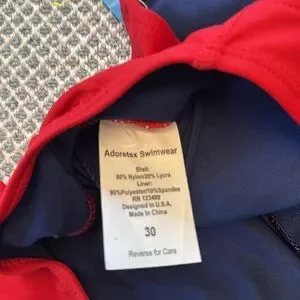 Adoretex Swimwear
Shell:
80% Nylon/20% Lycra
Liner:
90%Polyester/10%Spandex
RN 123489
Designed in U.S.A.
Made in China
30
Reverse for Care